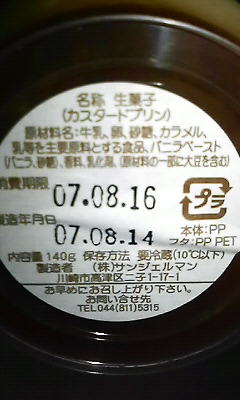 名称 生菓子
(カスタードプリン)
原材料名:牛乳、卵、砂糖、カラメル、
乳等を主要原料とする食品、バニラペースト
(バニラ、砂糖)、香料、乳化剤、(原材料の一部に大豆を含む)
消費期限
07.08.16
製造年月日
07.08.14
プラ
本体:PP
フタ:PP PET
内容量 140g 保存方法 要冷蔵(10℃以下)
製造者 (株)サンジェルマン
川崎市高津区二子1-17-1
お早めにお召し上がり下さい。
お問い合せ先
TEL044(811)5315